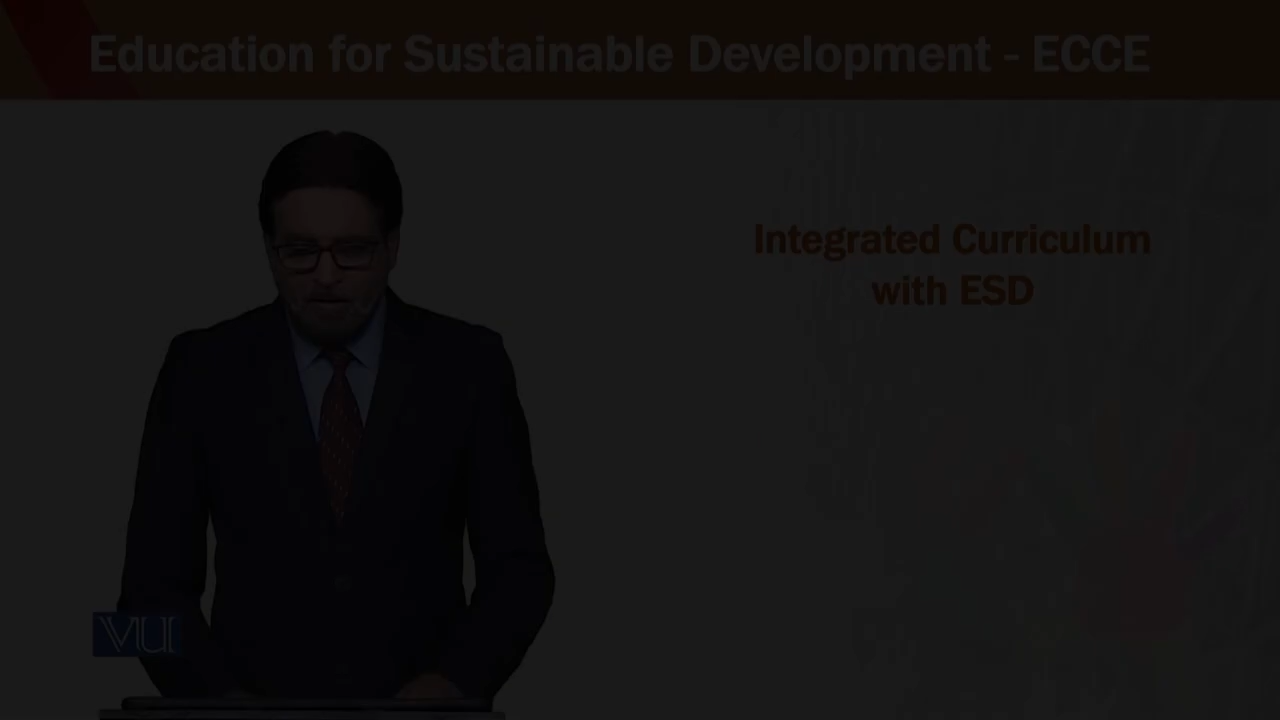 Education for Sustainable Development - ECCE
Integrated Curriculum
with ESD
VU